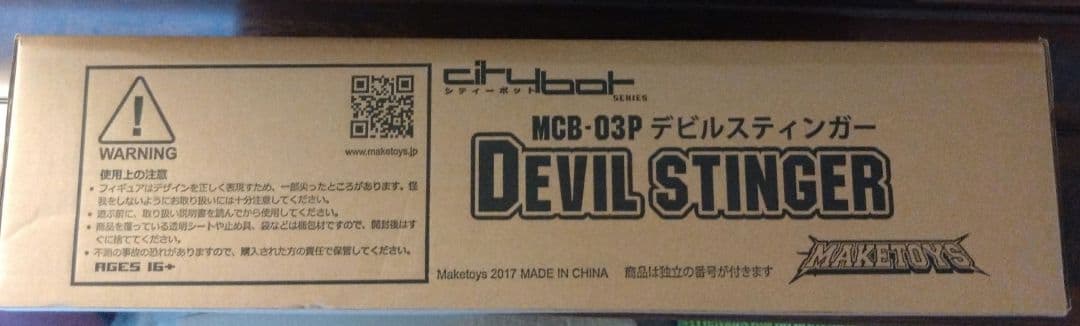 WARNING
www.maketoys.jp
使用上の注意
• フィギュアはデザインを正しく表現すため、一部尖ったところがあります。怪
我をしないようにお取り扱いには十分注意してください。
• 遊ぶ前に、取り扱い説明書を読んでから使用してください。
• 商品を覆っている透明シートや止め具、袋などは梱包材ですので、開封後はす
ぐに捨ててください。
• 不測の事故の恐れがありますので、購入された方の責任で保管してください。
AGES 16+
citybot
シティーボット
SERIES
MCB-03P デビルスティンガー
DEVIL STINGER
Maketoys 2017 MADE IN CHINA 商品は独立の番号が付きます
MAKETOYS